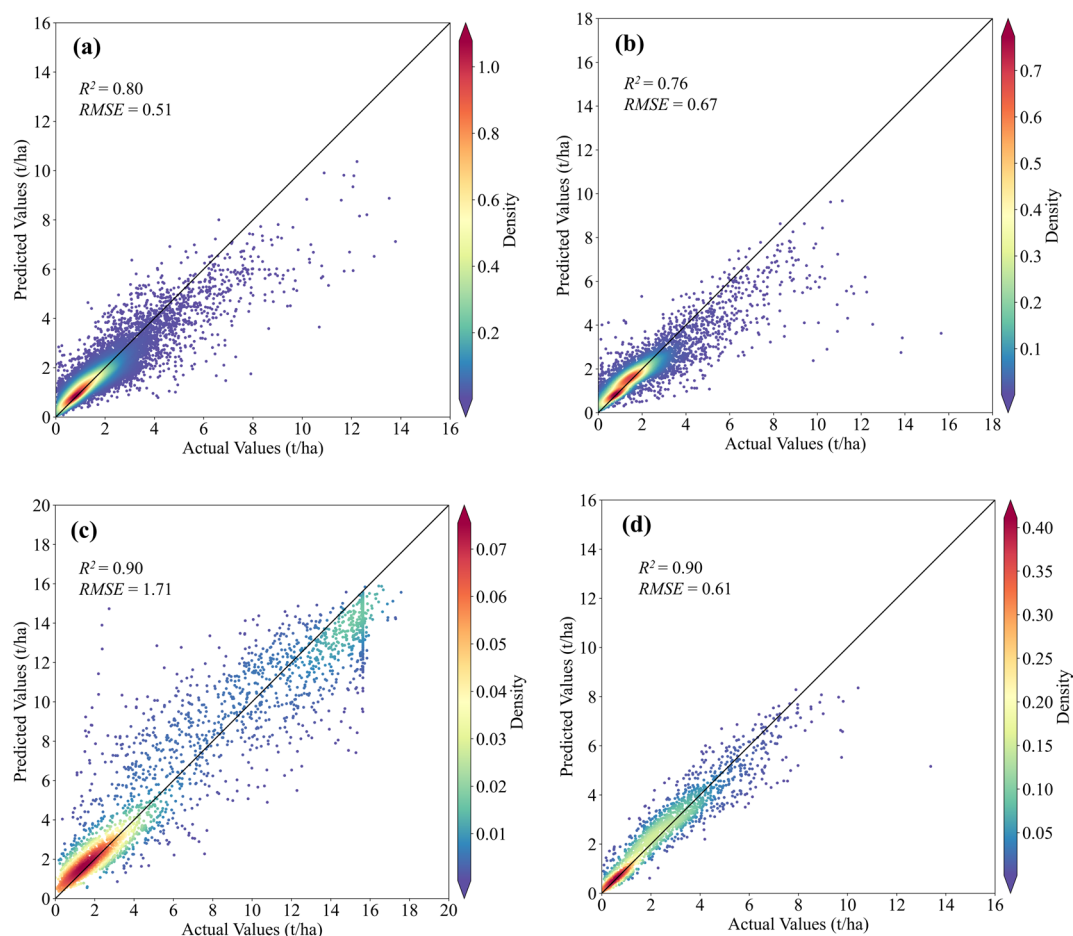 (a)
R² = 0.80
RMSE = 0.51
Predicted Values (t/ha)
16
14
12
10
8
6
4
2
0
0 2 4 6 8 10 12 14 16
Actual Values (t/ha)
1.0
0.8
0.6
0.4
0.2
Density
(b)
R² = 0.76
RMSE = 0.67
Predicted Values (t/ha)
18
16
14
12
10
8
6
4
2
0
0 2 4 6 8 10 12 14 16 18
Actual Values (t/ha)
0.7
0.6
0.5
0.4
0.3
0.2
0.1
Density
(c)
R² = 0.90
RMSE = 1.71
Predicted Values (t/ha)
20
18
16
14
12
10
8
6
4
2
0
0 2 4 6 8 10 12 14 16 18 20
Actual Values (t/ha)
0.07
0.06
0.05
0.04
0.03
0.02
0.01
Density
(d)
R² = 0.90
RMSE = 0.61
Predicted Values (t/ha)
16
14
12
10
8
6
4
2
0
0 2 4 6 8 10 12 14 16
Actual Values (t/ha)
0.40
0.35
0.30
0.25
0.20
0.15
0.10
0.05
Density